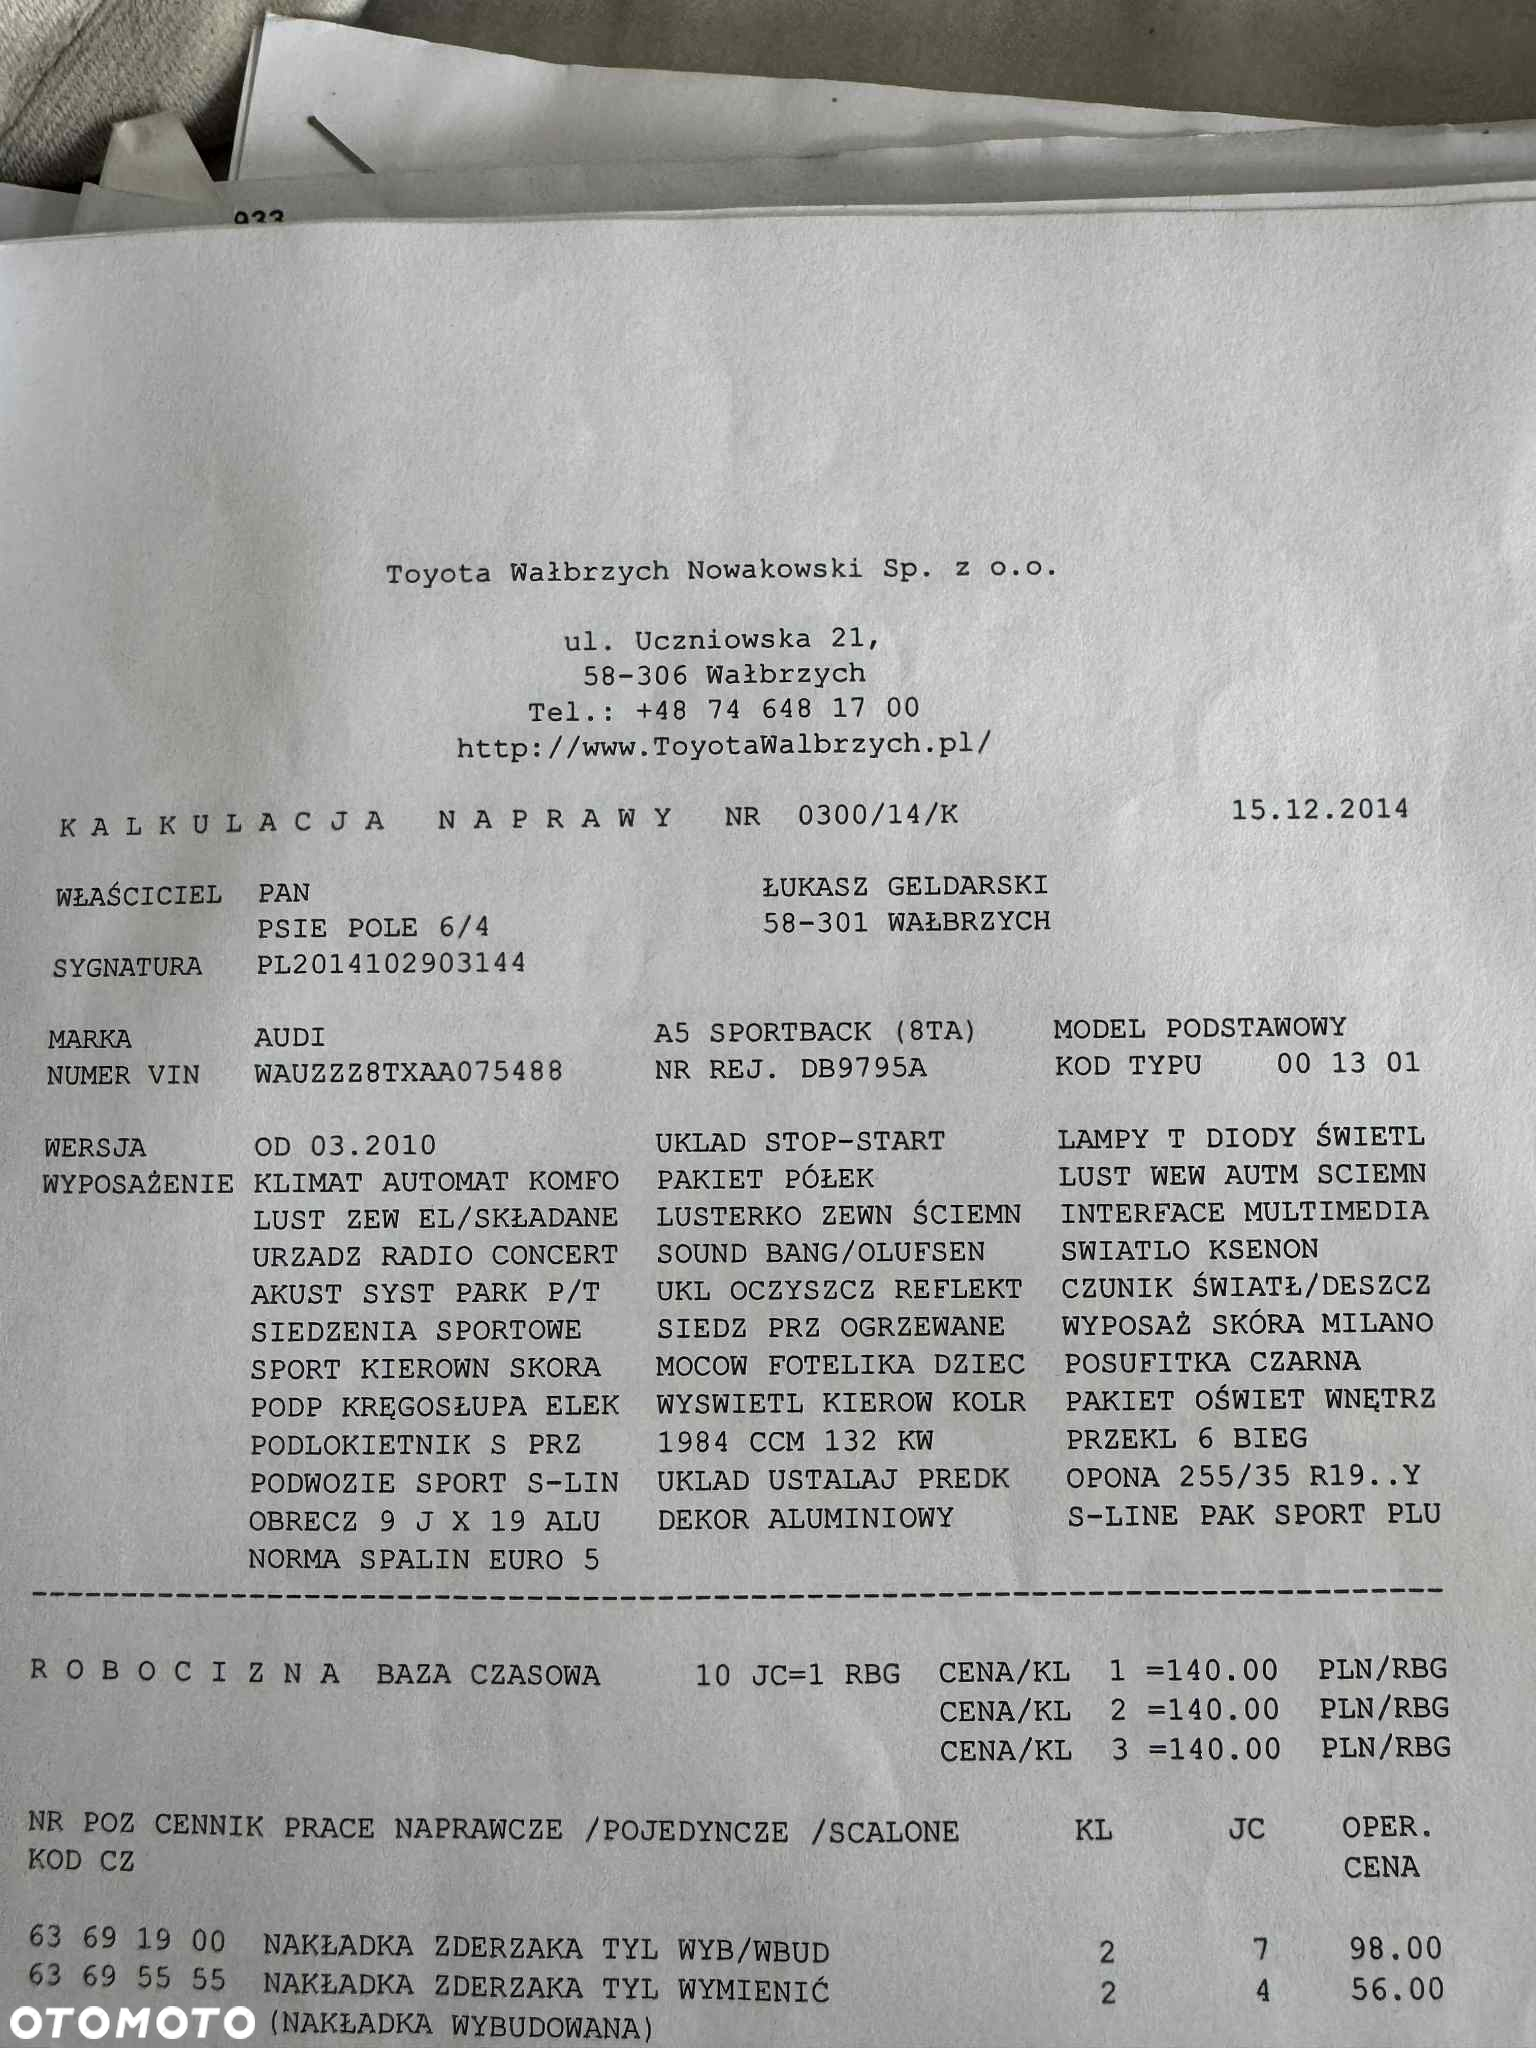 933
Toyota Wałbrzych Nowakowski Sp. z o.o.
ul. Uczniowska 21,
58-306 Wałbrzych
Tel.: +48 74 648 17 00
http://www.ToyotaWalbrzych.pl/
K A L K U L A C J A N A P R A W Y NR 0300/14/K 15.12.2014
WŁAŚCICIEL PAN ŁUKASZ GELDARSKI
PSIE POLE 6/4 58-301 WAŁBRZYCH
SYGNATURA PL2014102903144
MARKA AUDI A5 SPORTBACK (8TA) MODEL PODSTAWOWY
NUMER VIN WAUZZZ8TXAA075488 NR REJ. DB9795A KOD TYPU 00 13 01
WERSJA OD 03.2010 UKLAD STOP-START LAMPY T DIODY ŚWIETL
WYPOSAŻENIE KLIMAT AUTOMAT KOMFO PAKIET PÓŁEK LUST WEW AUTM SCIEMN
LUST ZEW EL/SKŁADANE LUSTERKO ZEWN ŚCIEMN INTERFACE MULTIMEDIA
URZADZ RADIO CONCERT SOUND BANG/OLUFSEN SWIATLO KSENON
AKUST SYST PARK P/T UKL OCZYSZCZ REFLEKT CZUNIK ŚWIATŁ/DESZCZ
SIEDZENIA SPORTOWE SIEDZ PRZ OGRZEWANE WYPOSAŻ SKÓRA MILANO
SPORT KIEROWN SKORA MOCOW FOTELIKA DZIEC POSUFITKA CZARNA
PODP KRĘGOSŁUPA ELEK WYSWIETL KIEROW KOLR PAKIET OŚWIET WNĘTRZ
PODLOKIETNIK S PRZ 1984 CCM 132 KW PRZEKL 6 BIEG
PODWOZIE SPORT S-LIN UKLAD USTALAJ PREDK OPONA 255/35 R19..Y
OBRECZ 9 J X 19 ALU DEKOR ALUMINIOWY S-LINE PAK SPORT PLU
NORMA SPALIN EURO 5
R O B O C I Z N A BAZA CZASOWA 10 JC=1 RBG CENA/KL 1 =140.00 PLN/RBG
CENA/KL 2 =140.00 PLN/RBG
CENA/KL 3 =140.00 PLN/RBG
NR POZ CENNIK PRACE NAPRAWCZE /POJEDYNCZE /SCALONE KL JC OPER.
KOD CZ CENA
63 69 19 00 NAKŁADKA ZDERZAKA TYL WYB/WBUD 2 7 98.00
63 69 55 55 NAKŁADKA ZDERZAKA TYL WYMIENIĆ 2 4 56.00
(NAKŁADKA WYBUDOWANA)
OTOMOTO